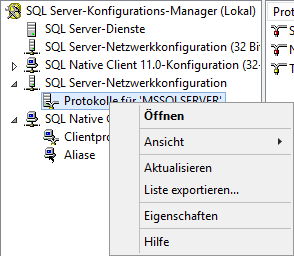 SQL Server-Konfigurations-Manager (Lokal)
SQL Server-Dienste
SQL Server-Netzwerkkonfiguration (32 Bi
SQL Native Client 11.0-Konfiguration (32-
SQL Server-Netzwerkkonfiguration
Protokolle für 'MSSQLSERVER'
SQL Native C
Clientpro
Aliase
Öffnen
Ansicht
Aktualisieren
Liste exportieren...
Eigenschaften
Hilfe
Pro
S
N
T